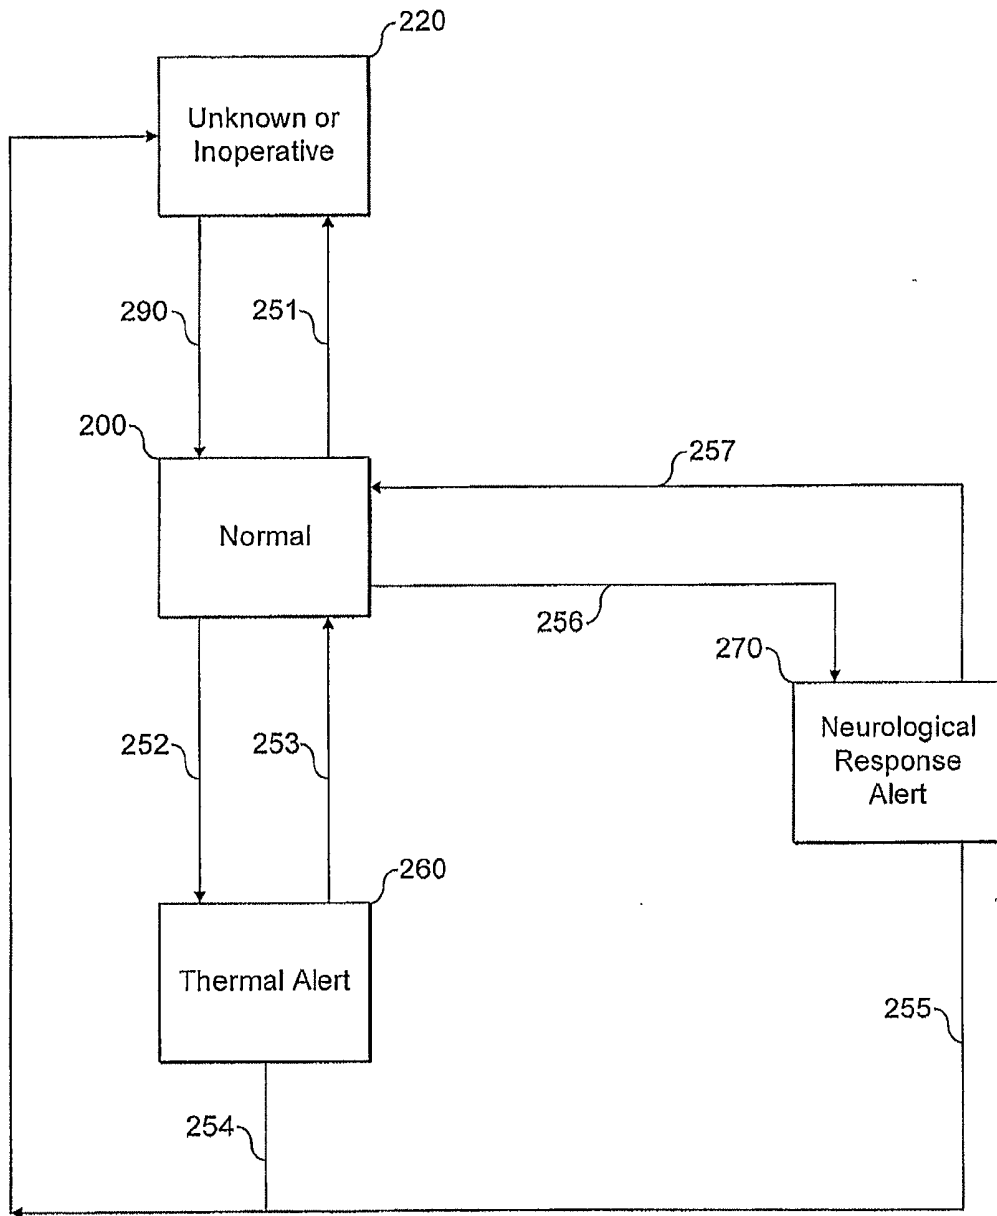 220
Unknown or
Inoperative
290
251
200
257
Normal
256
270
252
253
Neurological
Response
Alert
260
Thermal Alert
255
254